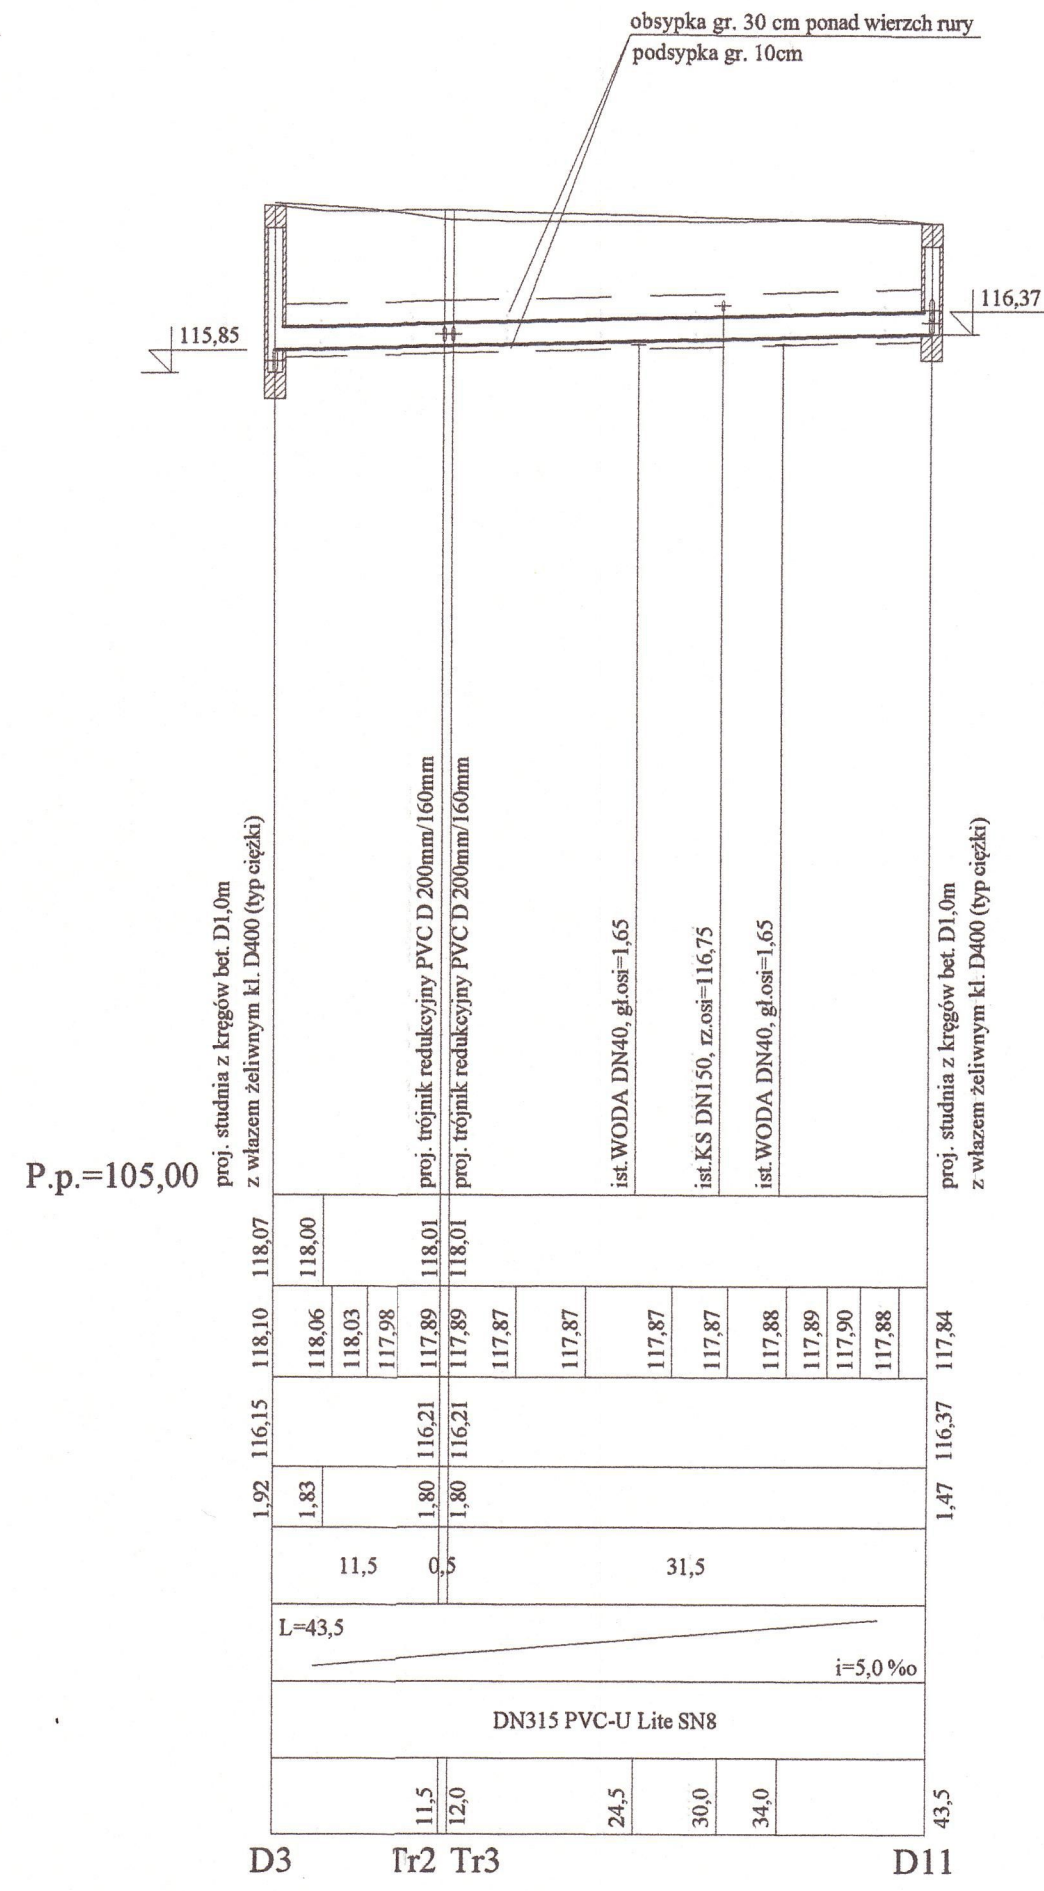 obsypka gr. 30 cm ponad wierzch rury
podsypka gr. 10cm
116,37
115,85
proj. studnia z kręgów bet. D1,0m
z włazem żeliwnym kl. D400 (typ ciężki)
proj. trójnik redukcyjny PVC D 200mm/160mm
proj. trójnik redukcyjny PVC D 200mm/160mm
ist.WODA DN40, gł.osi=1,65
ist.KS DN150, rz.osi=116,75
ist.WODA DN40, gł.osi=1,65
proj. studnia z kręgów bet. D1,0m
z włazem żeliwnym kl. D400 (typ ciężki)
P.p.=105,00
118,07 118,00 118,01 118,01
118,10 118,06 118,03 117,98 117,89 117,89 117,87 117,87 117,87 117,87 117,88 117,89 117,90 117,88 117,84
116,15 116,21 116,21 116,37
1,92 1,83 1,80 1,80 1,47
11,5 0,5 31,5
L=43,5
i=5,0 %o
DN315 PVC-U Lite SN8
11,5 12,0 24,5 30,0 34,0 43,5
D3 Tr2 Tr3 D11